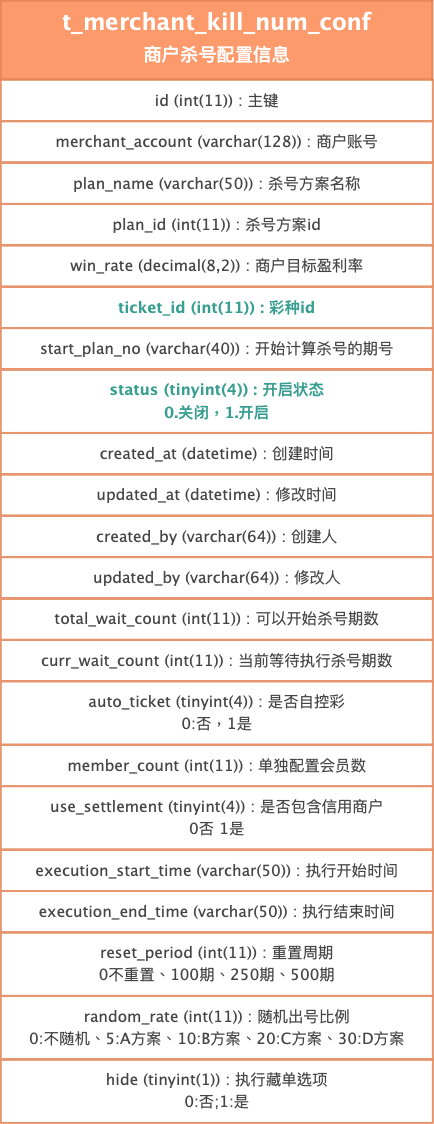 t_merchant_kill_num_conf
商户杀号配置信息
id (int(11)) : 主键
merchant_account (varchar(128)) : 商户账号
plan_name (varchar(50)) : 杀号方案名称
plan_id (int(11)) : 杀号方案id
win_rate (decimal(8,2)) : 商户目标盈利率
ticket_id (int(11)) : 彩种id
start_plan_no (varchar(40)) : 开始计算杀号的期号
status (tinyint(4)) : 开启状态
0.关闭，1.开启
created_at (datetime) : 创建时间
updated_at (datetime) : 修改时间
created_by (varchar(64)) : 创建人
updated_by (varchar(64)) : 修改人
total_wait_count (int(11)) : 可以开始杀号期数
curr_wait_count (int(11)) : 当前等待执行杀号期数
auto_ticket (tinyint(4)) : 是否自控彩
0:否，1是
member_count (int(11)) : 单独配置会员数
use_settlement (tinyint(4)) : 是否包含信用商户
0否 1是
execution_start_time (varchar(50)) : 执行开始时间
execution_end_time (varchar(50)) : 执行结束时间
reset_period (int(11)) : 重置周期
0不重置、100期、250期、500期
random_rate (int(11)) : 随机出号比例
0:不随机、5:A方案、10:B方案、20:C方案、30:D方案
hide (tinyint(1)) : 执行藏单选项
0:否;1:是